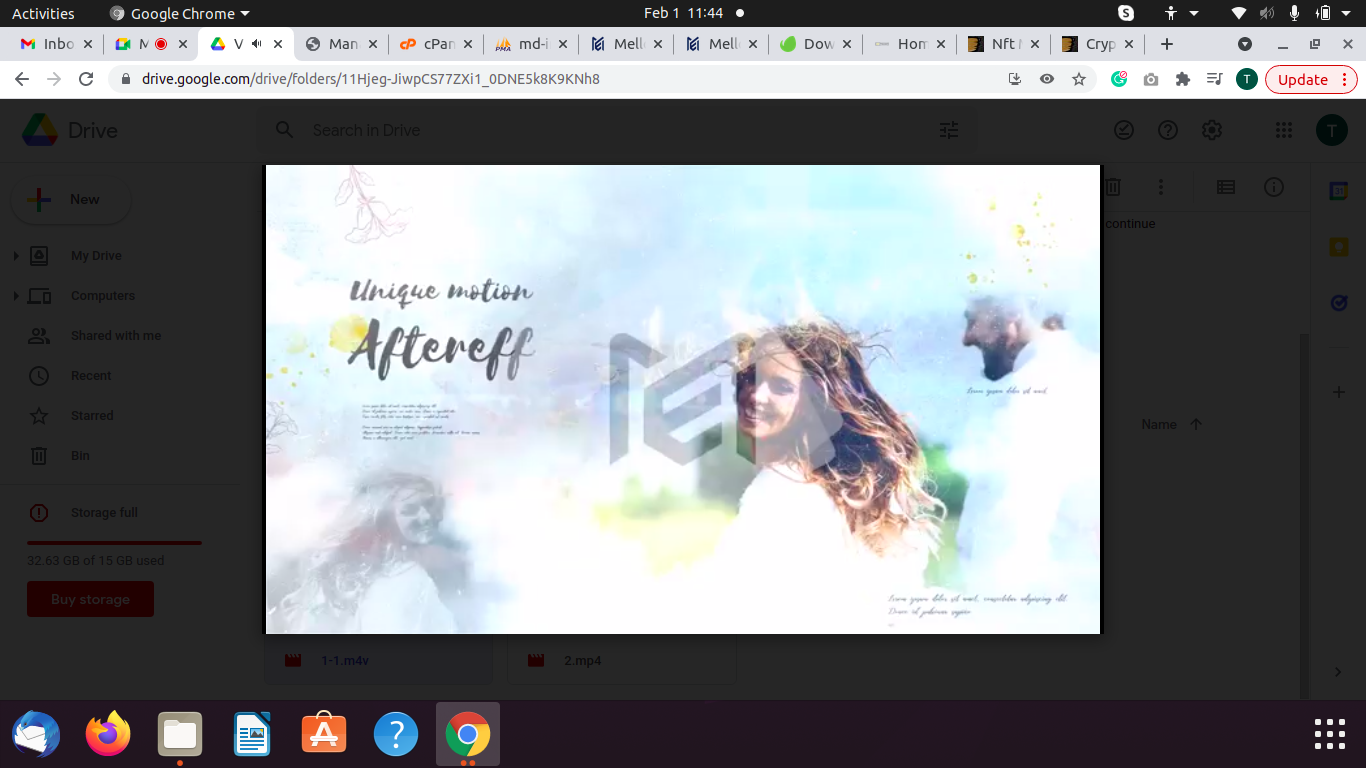 Activities
Google Chrome
Feb 1 11:44
Inbo
M
V
Man
cPan
md-i
Mell
Mell
Dow
Hom
Nft
Cryp
drive.google.com/drive/folders/11Hjeg-JiwpCS77ZXi1_0DNE5k8K9KNh8
T
Update
Drive
Search in Drive
T
New
My Drive
Computers
Shared with me
Recent
Starred
Bin
Storage full
32.63 GB of 15 GB used
Buy storage
continue
Name
Unique motion
Aftereff
Lorem ipsum dolor sit amet,
Lorem ipsum dolor sit amet, consectetur adipiscing elit.
Donec id pulvinar sapien
1-1.m4v
2.mp4